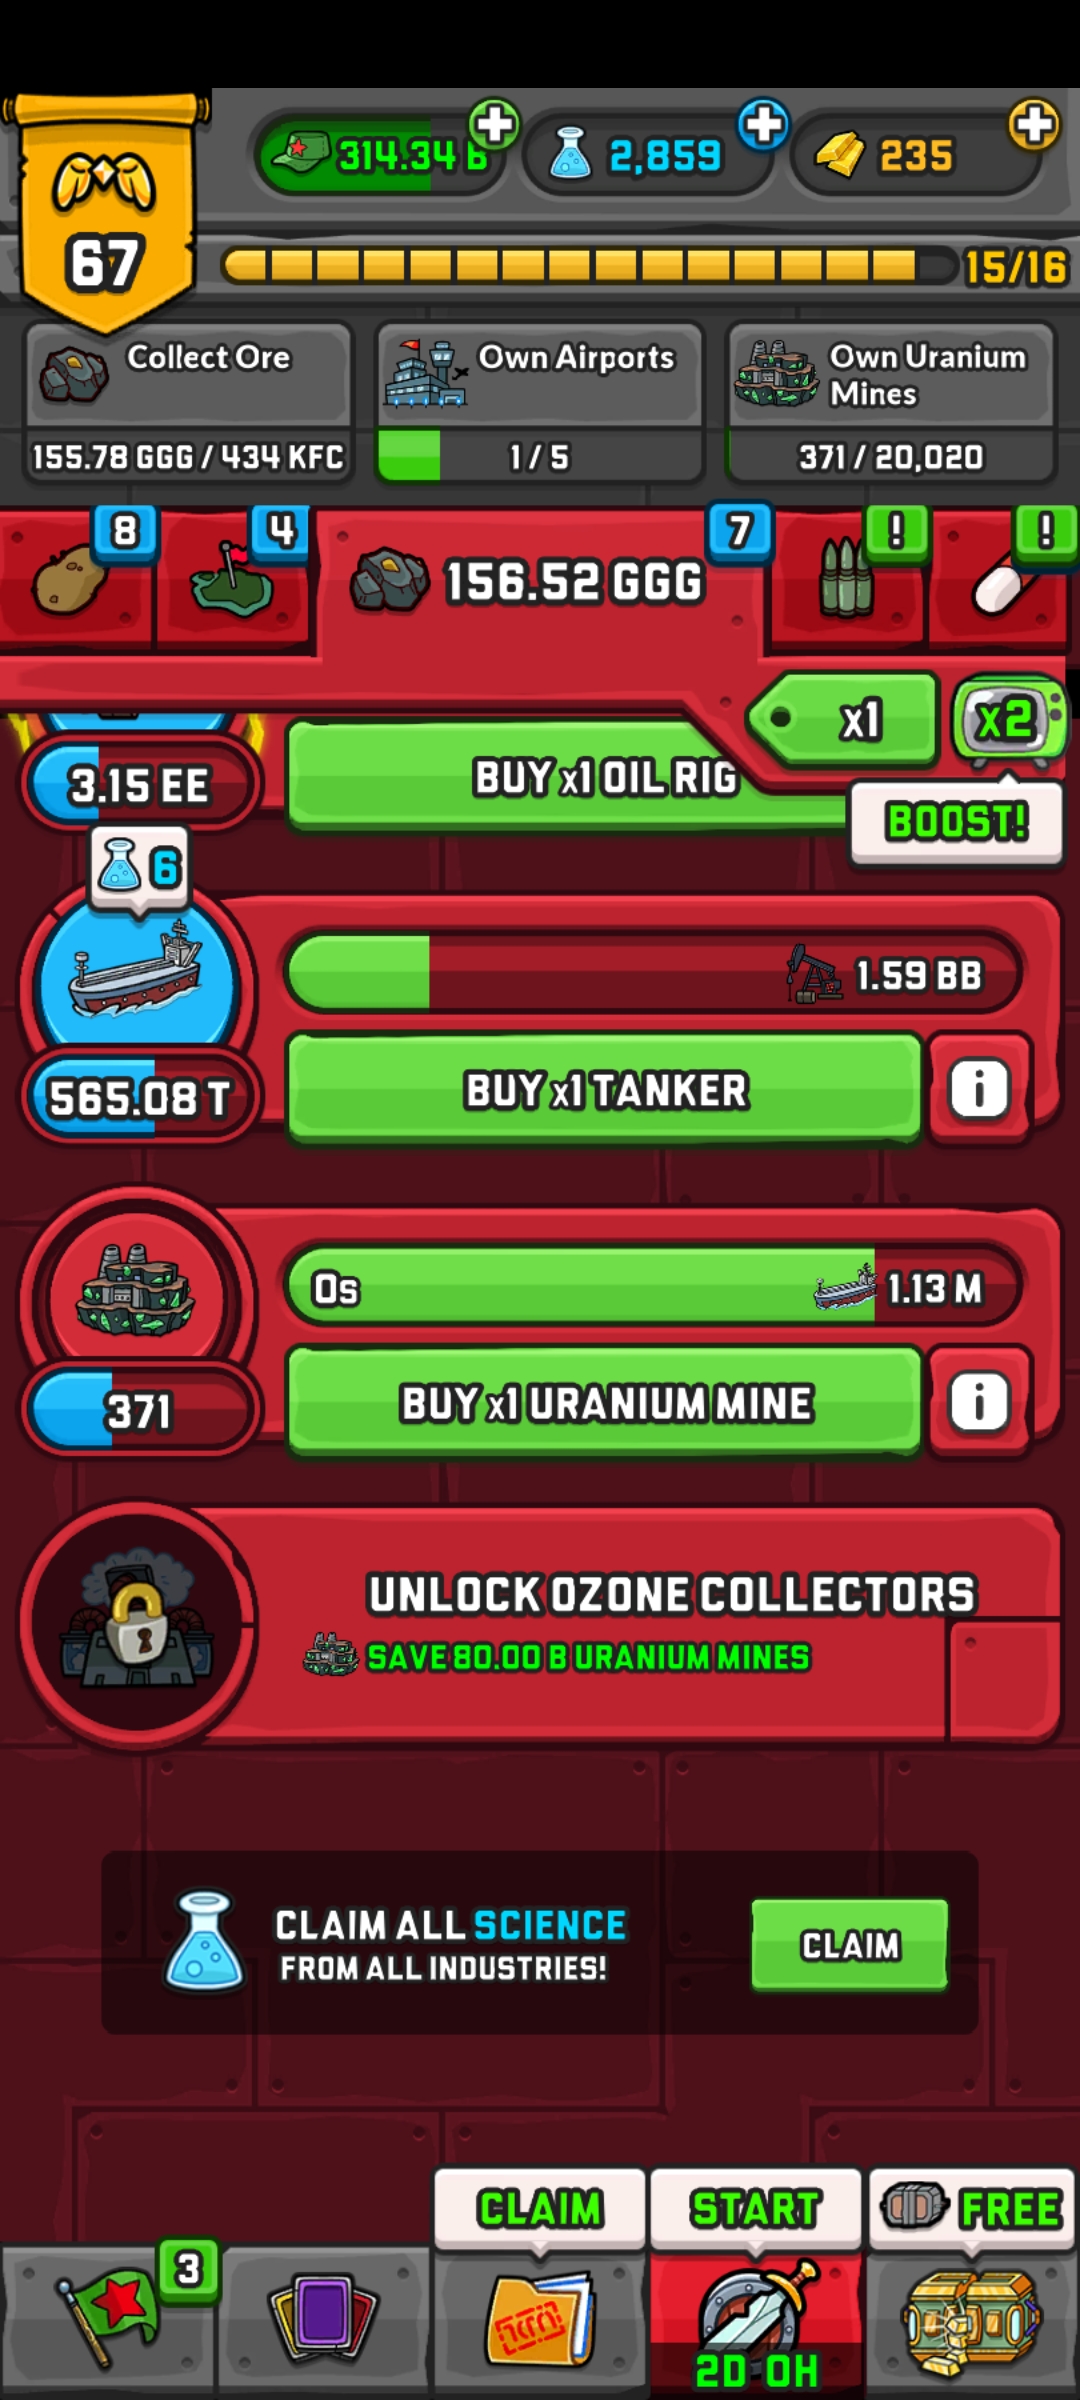 67
314.34 B
2,859
235
15/16
Collect Ore
155.78 GGG / 434 KFC
Own Airports
1 / 5
Own Uranium
Mines
371 / 20,020
8
4
156.52 GGG
7
!
!
x1
x2
BOOST!
3.15 EE
BUY x1 OIL RIG
6
1.59 BB
565.08 T
BUY x1 TANKER
i
0s
1.13 M
371
BUY x1 URANIUM MINE
i
UNLOCK OZONE COLLECTORS
SAVE 80.00 B URANIUM MINES
CLAIM ALL SCIENCE
FROM ALL INDUSTRIES!
CLAIM
CLAIM
START
FREE
3
2D 0H